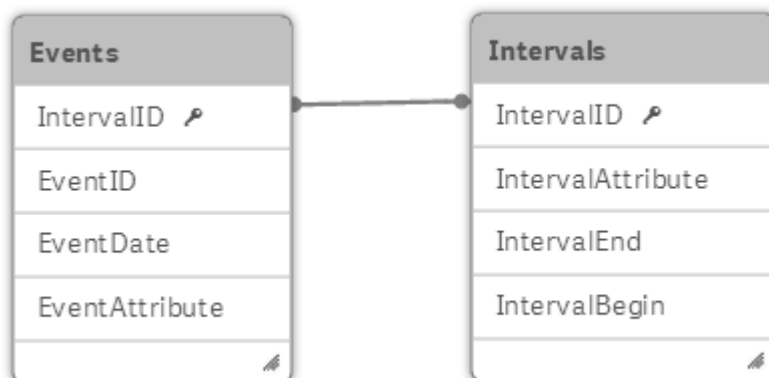 Events
IntervalID
EventID
EventDate
EventAttribute
Intervals
IntervalID
IntervalAttribute
IntervalEnd
IntervalBegin